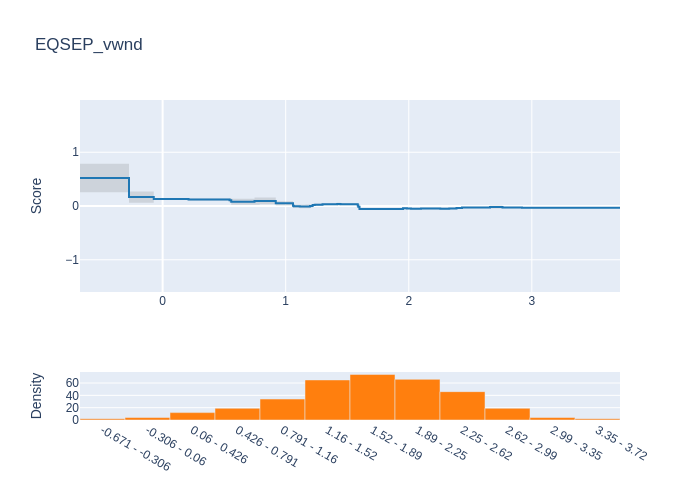 EQSEP_vwnd
Score
1
0
−1
0
1
2
3
Density
60
40
20
0
-0.671 - -0.306
-0.306 - 0.06
0.06 - 0.426
0.426 - 0.791
0.791 - 1.16
1.16 - 1.52
1.52 - 1.89
1.89 - 2.25
2.25 - 2.62
2.62 - 2.99
2.99 - 3.35
3.35 - 3.72